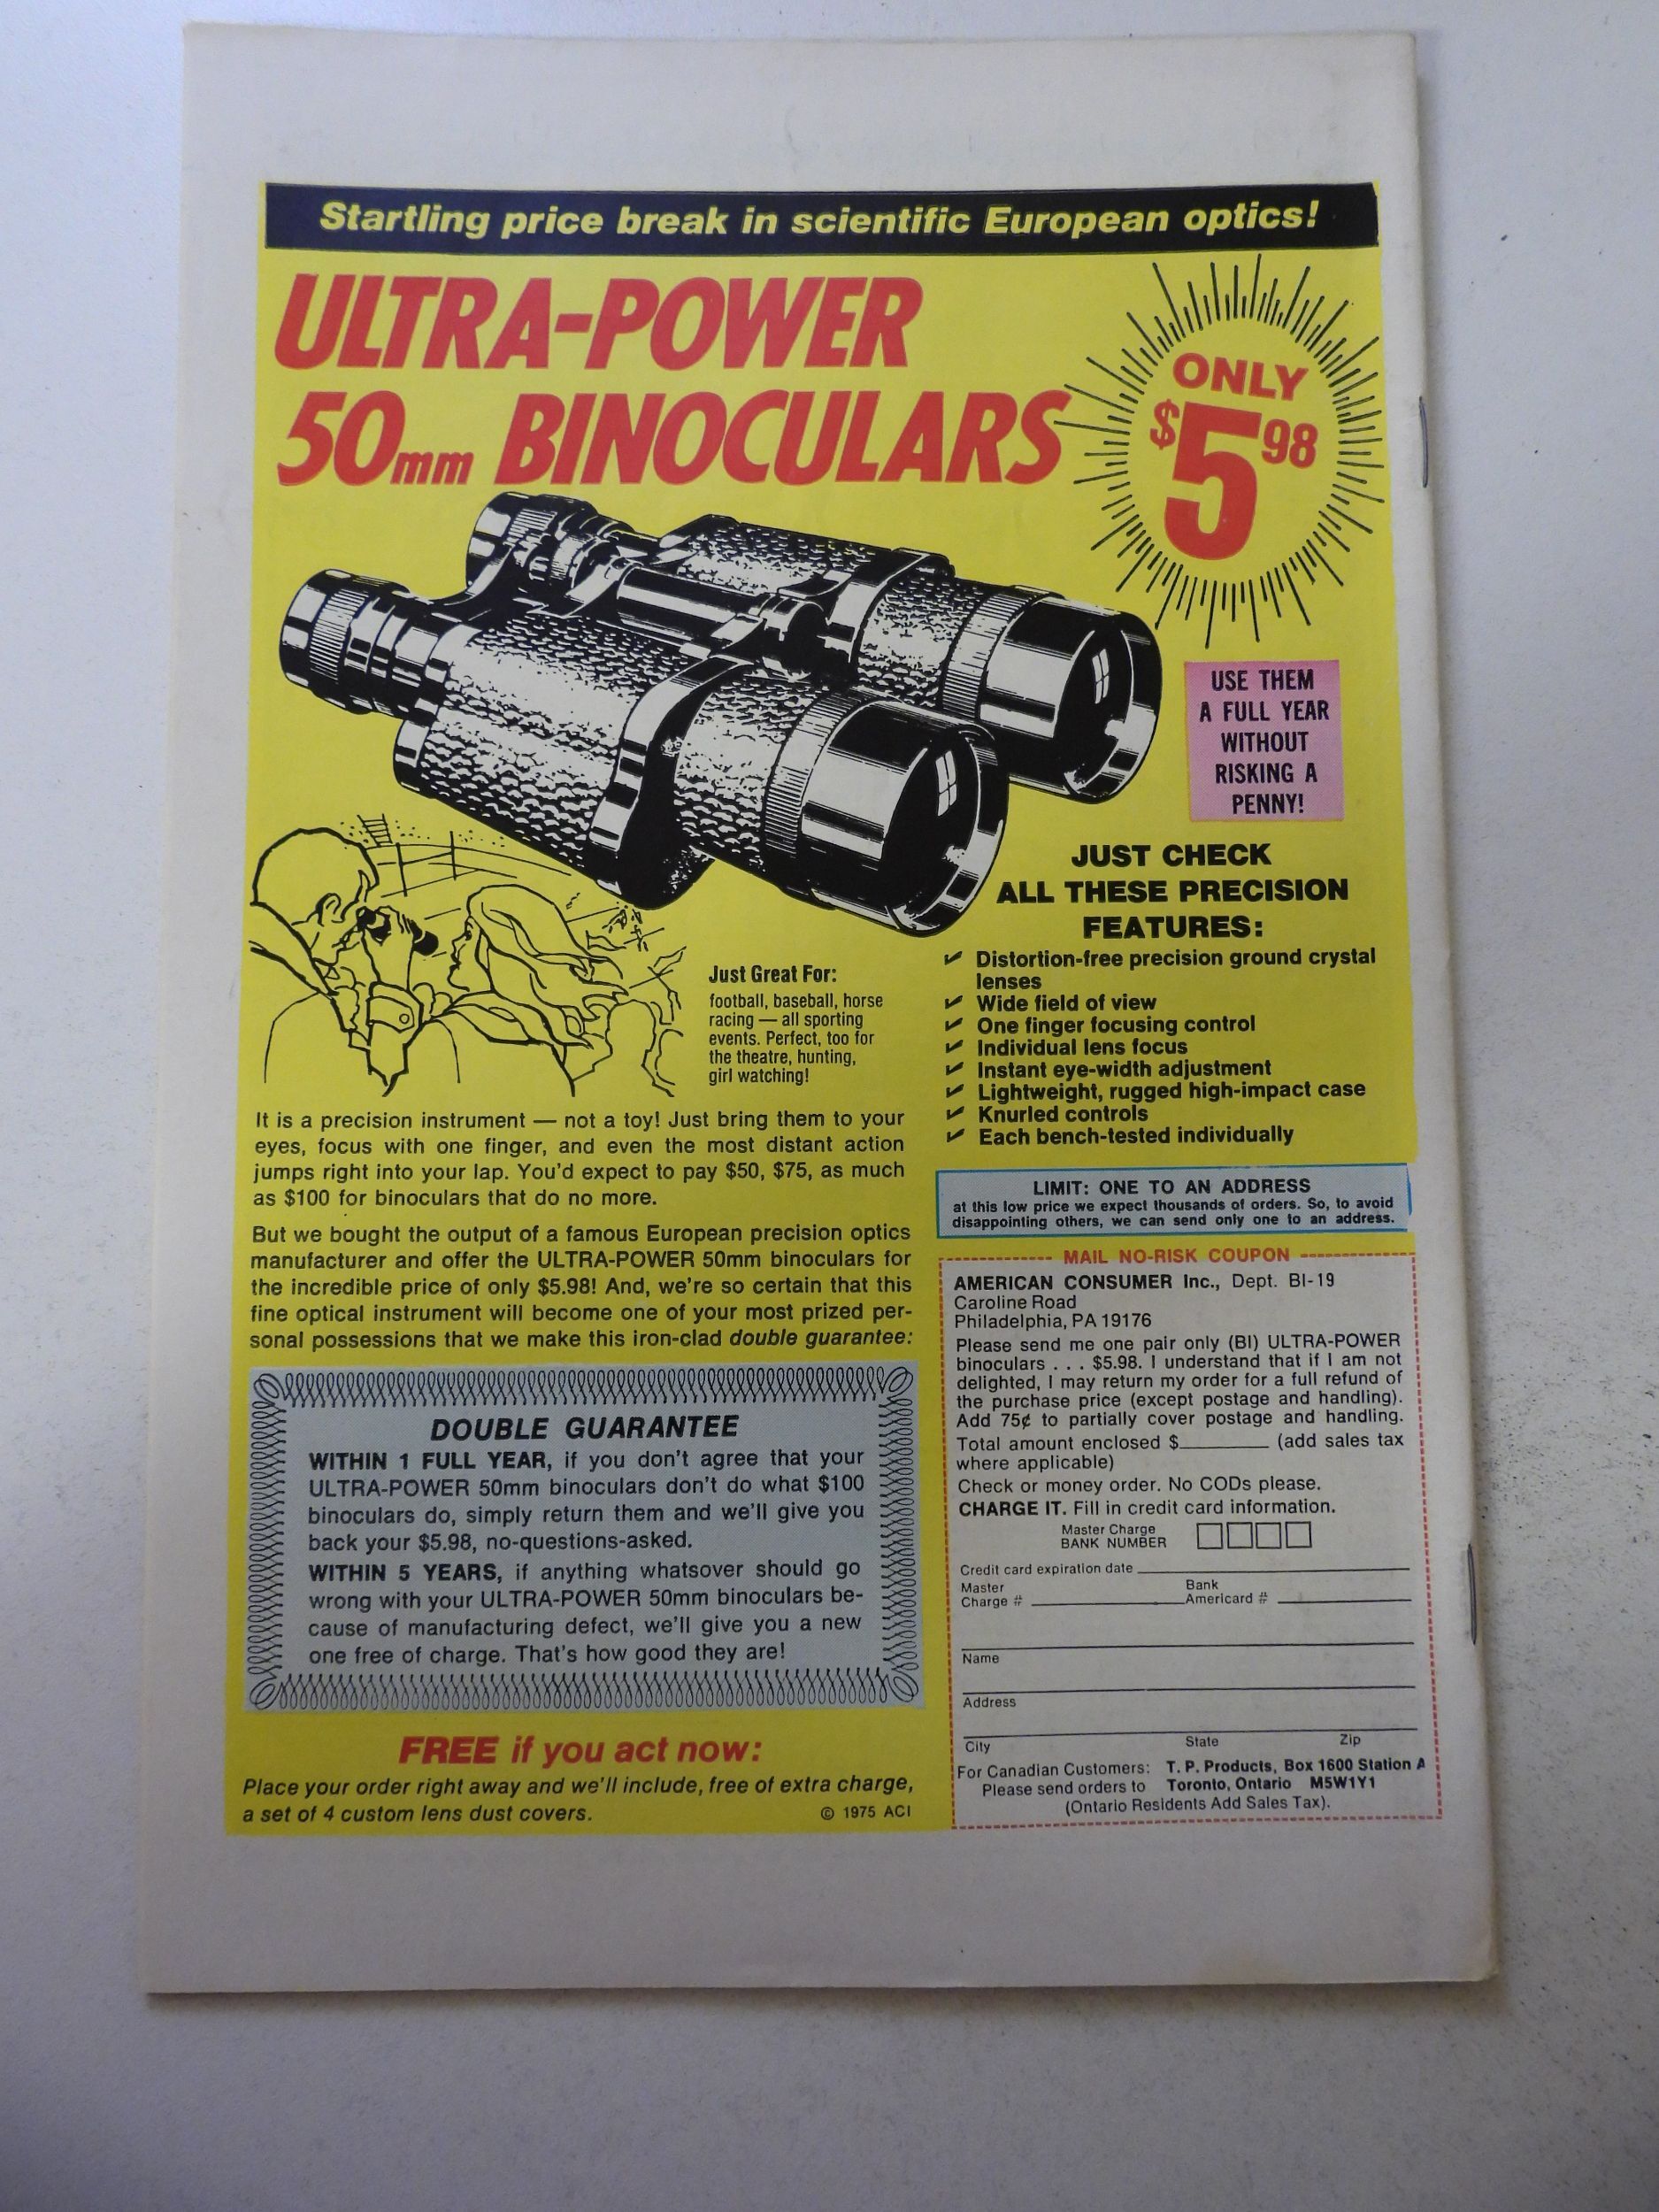 Startling price break in scientific European optics!
ULTRA-POWER
50mm BINOCULARS
ONLY
$5 98
USE THEM
A FULL YEAR
WITHOUT
RISKING A
PENNY!
JUST CHECK
ALL THESE PRECISION
FEATURES:
✔ Distortion-free precision ground crystal
lenses
✔ Wide field of view
✔ One finger focusing control
✔ Individual lens focus
✔ Instant eye-width adjustment
✔ Lightweight, rugged high-impact case
✔ Knurled controls
✔ Each bench-tested individually
Just Great For:
football, baseball, horse
racing — all sporting
events. Perfect, too for
the theatre, hunting,
girl watching!
It is a precision instrument — not a toy! Just bring them to your
eyes, focus with one finger, and even the most distant action
jumps right into your lap. You'd expect to pay $50, $75, as much
as $100 for binoculars that do no more.
But we bought the output of a famous European precision optics
manufacturer and offer the ULTRA-POWER 50mm binoculars for
the incredible price of only $5.98! And, we're so certain that this
fine optical instrument will become one of your most prized per-
sonal possessions that we make this iron-clad double guarantee:
DOUBLE GUARANTEE
WITHIN 1 FULL YEAR, if you don't agree that your
ULTRA-POWER 50mm binoculars don't do what $100
binoculars do, simply return them and we'll give you
back your $5.98, no-questions-asked.
WITHIN 5 YEARS, if anything whatsover should go
wrong with your ULTRA-POWER 50mm binoculars be-
cause of manufacturing defect, we'll give you a new
one free of charge. That's how good they are!
FREE if you act now:
Place your order right away and we'll include, free of extra charge,
a set of 4 custom lens dust covers.
© 1975 ACI
LIMIT: ONE TO AN ADDRESS
at this low price we expect thousands of orders. So, to avoid
disappointing others, we can send only one to an address.
MAIL NO-RISK COUPON
AMERICAN CONSUMER Inc., Dept. BI-19
Caroline Road
Philadelphia, PA 19176
Please send me one pair only (BI) ULTRA-POWER
binoculars . . . $5.98. I understand that if I am not
delighted, I may return my order for a full refund of
the purchase price (except postage and handling).
Add 75¢ to partially cover postage and handling.
Total amount enclosed $________ (add sales tax
where applicable)
Check or money order. No CODs please.
CHARGE IT. Fill in credit card information.
Master Charge
BANK NUMBER
Credit card expiration date
Master
Charge #
Bank
Americard #
Name
Address
City State Zip
For Canadian Customers: T. P. Products, Box 1600 Station A
Please send orders to Toronto, Ontario M5W1Y1
(Ontario Residents Add Sales Tax).